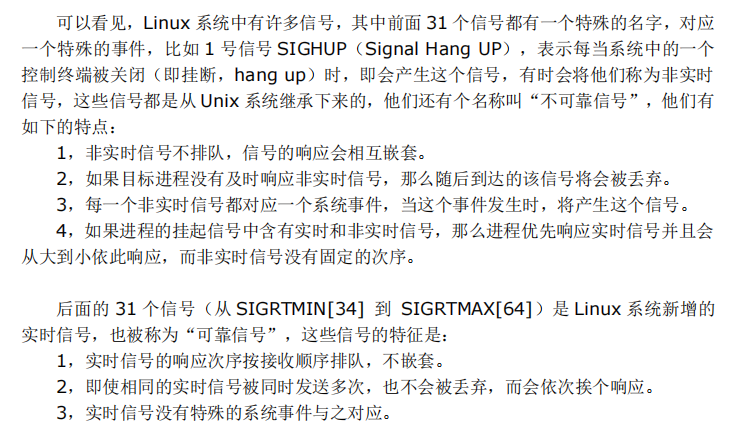 可以看见，Linux 系统中有许多信号，其中前面 31 个信号都有一个特殊的名字，对应
一个特殊的事件，比如 1 号信号 SIGHUP（Signal Hang UP），表示每当系统中的一个
控制终端被关闭（即挂断，hang up）时，即会产生这个信号，有时会将他们称为非实时
信号，这些信号都是从 Unix 系统继承下来的，他们还有个名称叫“不可靠信号”，他们有
如下的特点：
1，非实时信号不排队，信号的响应会相互嵌套。
2，如果目标进程没有及时响应非实时信号，那么随后到达的该信号将会被丢弃。
3，每一个非实时信号都对应一个系统事件，当这个事件发生时，将产生这个信号。
4，如果进程的挂起信号中含有实时和非实时信号，那么进程优先响应实时信号并且会
从大到小依此响应，而非实时信号没有固定的次序。
后面的 31 个信号（从 SIGRTMIN[34] 到 SIGRTMAX[64]）是 Linux 系统新增的
实时信号，也被称为“可靠信号”，这些信号的特征是：
1，实时信号的响应次序按接收顺序排队，不嵌套。
2，即使相同的实时信号被同时发送多次，也不会被丢弃，而会依次挨个响应。
3，实时信号没有特殊的系统事件与之对应。